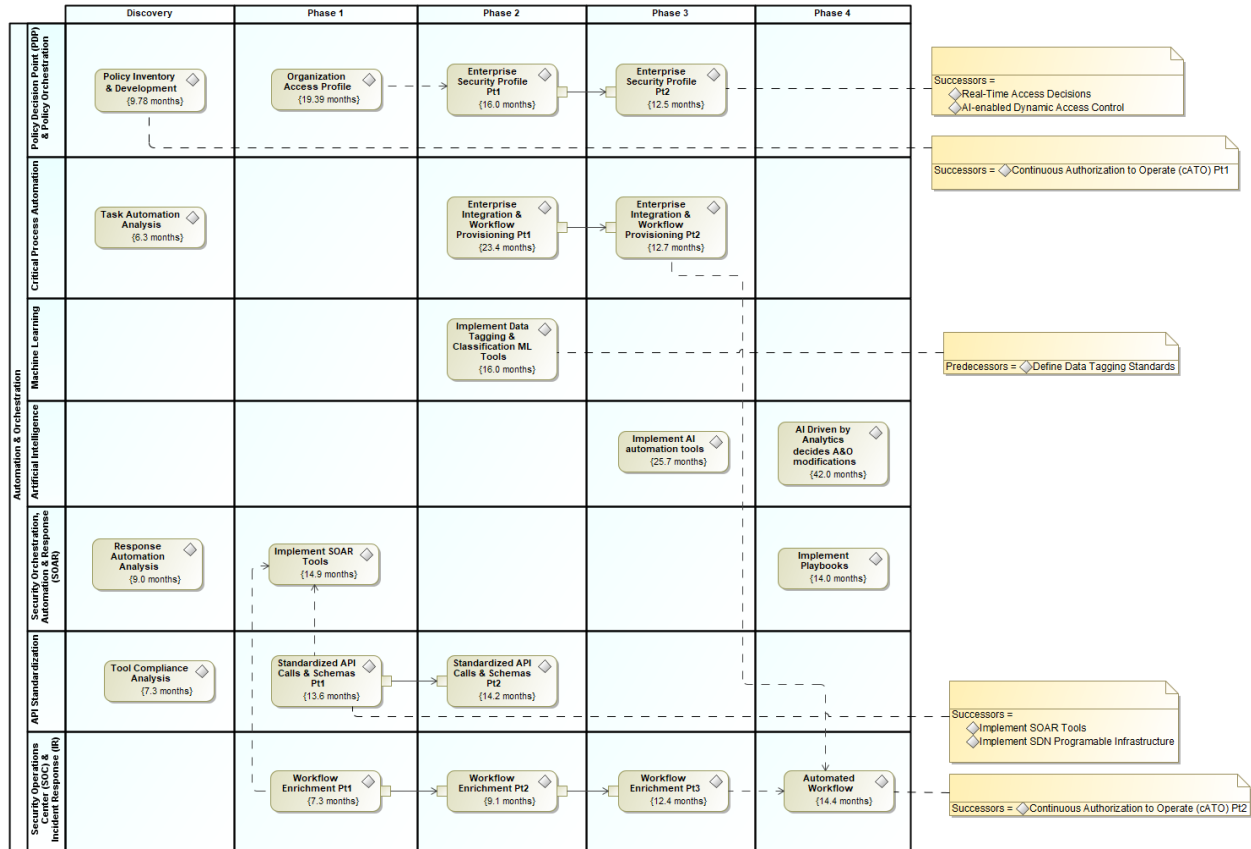 Discovery
Phase 1
Phase 2
Phase 3
Phase 4
Automation & Orchestration
Policy Decision Point (PDP)
& Policy Orchestration
Policy Inventory
& Development
{9.78 months}
Organization
Access Profile
{19.39 months}
Enterprise
Security Profile
Pt1
{16.0 months}
Enterprise
Security Profile
Pt2
{12.5 months}
Successors =
Real-Time Access Decisions
AI-enabled Dynamic Access Control
Successors = Continuous Authorization to Operate (cATO) Pt1
Critical Process Automation
Task Automation
Analysis
{6.3 months}
Enterprise
Integration &
Workflow
Provisioning Pt1
{23.4 months}
Enterprise
Integration &
Workflow
Provisioning Pt2
{12.7 months}
Machine Learning
Implement Data
Tagging &
Classification ML
Tools
{16.0 months}
Predecessors = Define Data Tagging Standards
Artificial Intelligence
Implement AI
automation tools
{25.7 months}
AI Driven by
Analytics
decides A&O
modifications
{42.0 months}
Security Orchestration,
Automation & Response
(SOAR)
Response
Automation
Analysis
{9.0 months}
Implement SOAR
Tools
{14.9 months}
Implement
Playbooks
{14.0 months}
API Standardization
Tool Compliance
Analysis
{7.3 months}
Standardized API
Calls & Schemas
Pt1
{13.6 months}
Standardized API
Calls & Schemas
Pt2
{14.2 months}
Successors =
Implement SOAR Tools
Implement SDN Programable Infrastructure
Security Operations
Center (SOC) &
Incident Response (IR)
Workflow
Enrichment Pt1
{7.3 months}
Workflow
Enrichment Pt2
{9.1 months}
Workflow
Enrichment Pt3
{12.4 months}
Automated
Workflow
{14.4 months}
Successors = Continuous Authorization to Operate (cATO) Pt2